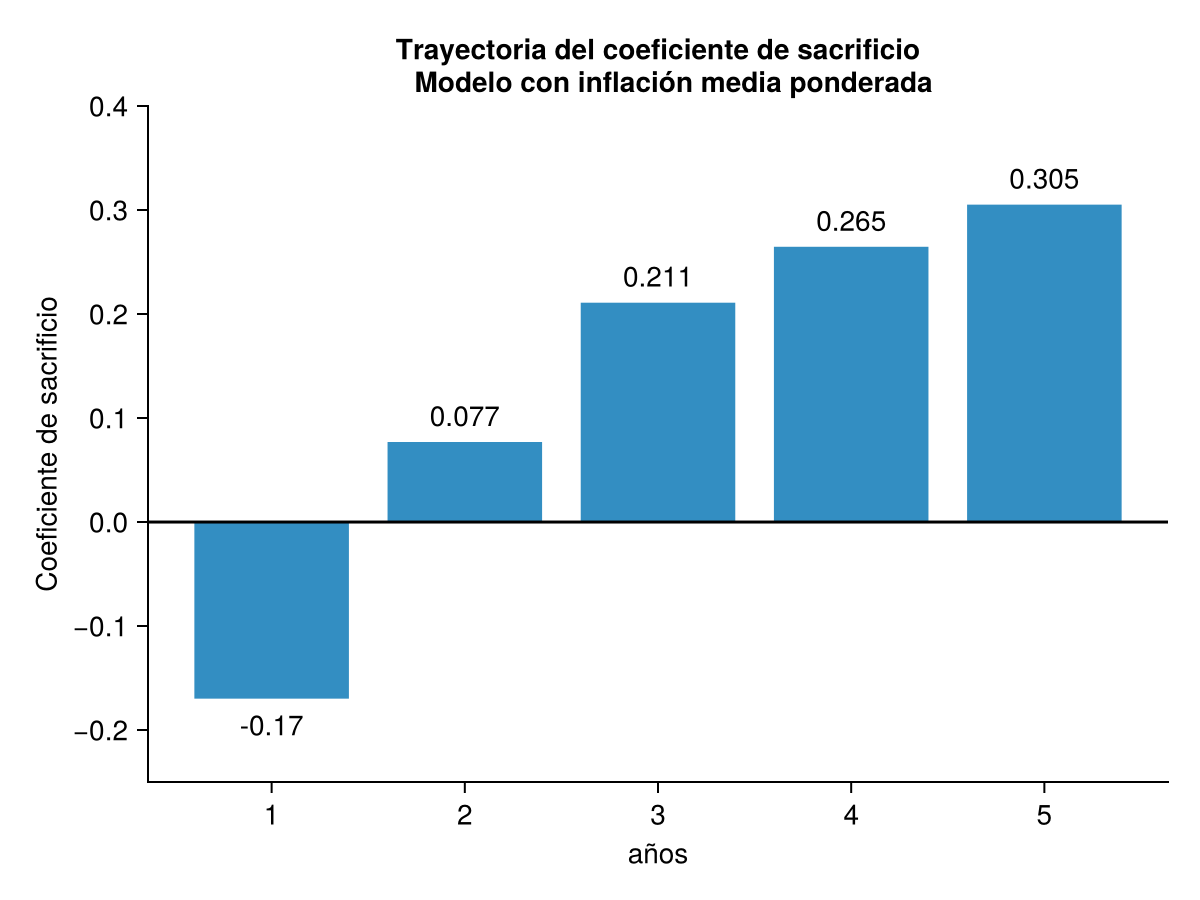 Trayectoria del coeficiente de sacrificio
Modelo con inflación media ponderada
Coeficiente de sacrificio
0.4
0.3
0.2
0.1
0.0
−0.1
−0.2
-0.17
0.077
0.211
0.265
0.305
1 2 3 4 5
años